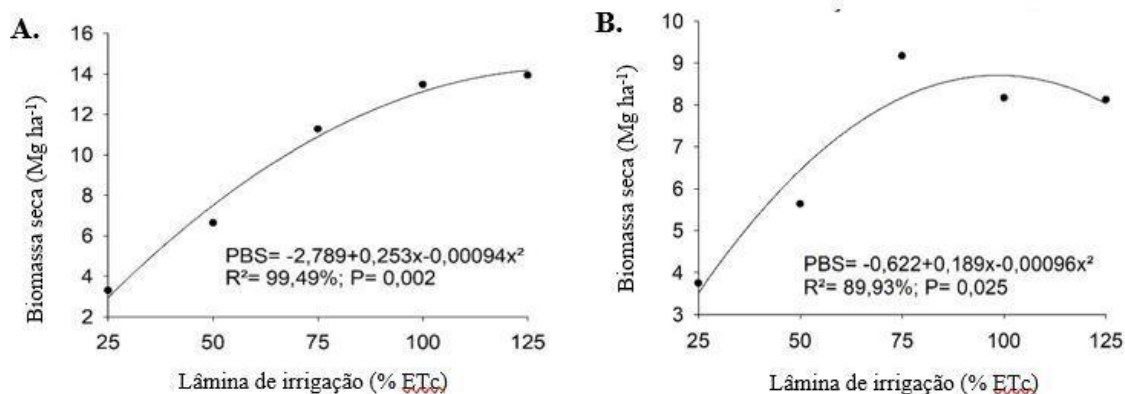 A.
16
14
12
10
8
6
4
2
Biomassa seca (Mg ha⁻¹)
PBS= -2,789+0,253x-0,00094x²
R²= 99,49%; P= 0,002
25 50 75 100 125
Lâmina de irrigação (% ETc)
B.
10
9
8
7
6
5
4
3
Biomassa seca (Mg ha⁻¹)
PBS= -0,622+0,189x-0,00096x²
R²= 89,93%; P= 0,025
25 50 75 100 125
Lâmina de irrigação (% ETc)